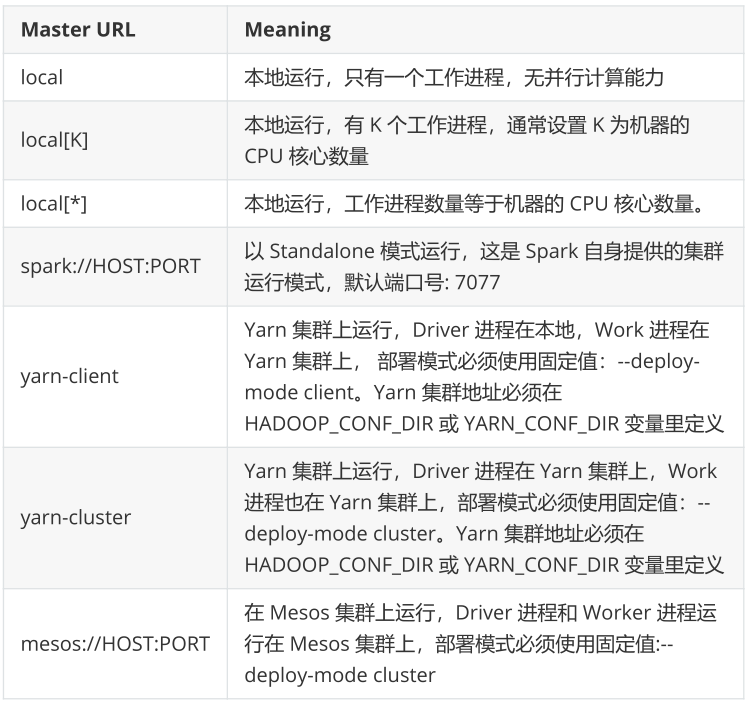 Master URL Meaning
local 本地运行，只有一个工作进程，无并行计算能力
local[K] 本地运行，有 K 个工作进程，通常设置 K 为机器的
CPU 核心数量
local[*] 本地运行，工作进程数量等于机器的 CPU 核心数量。
spark://HOST:PORT 以 Standalone 模式运行，这是 Spark 自身提供的集群
运行模式，默认端口号: 7077
yarn-client Yarn 集群上运行，Driver 进程在本地，Work 进程在
Yarn 集群上， 部署模式必须使用固定值：--deploy-
mode client。Yarn 集群地址必须在
HADOOP_CONF_DIR 或 YARN_CONF_DIR 变量里定义
yarn-cluster Yarn 集群上运行，Driver 进程在 Yarn 集群上，Work
进程也在 Yarn 集群上，部署模式必须使用固定值：--
deploy-mode cluster。Yarn 集群地址必须在
HADOOP_CONF_DIR 或 YARN_CONF_DIR 变量里定义
mesos://HOST:PORT 在 Mesos 集群上运行，Driver 进程和 Worker 进程运
行在 Mesos 集群上，部署模式必须使用固定值:--
deploy-mode cluster